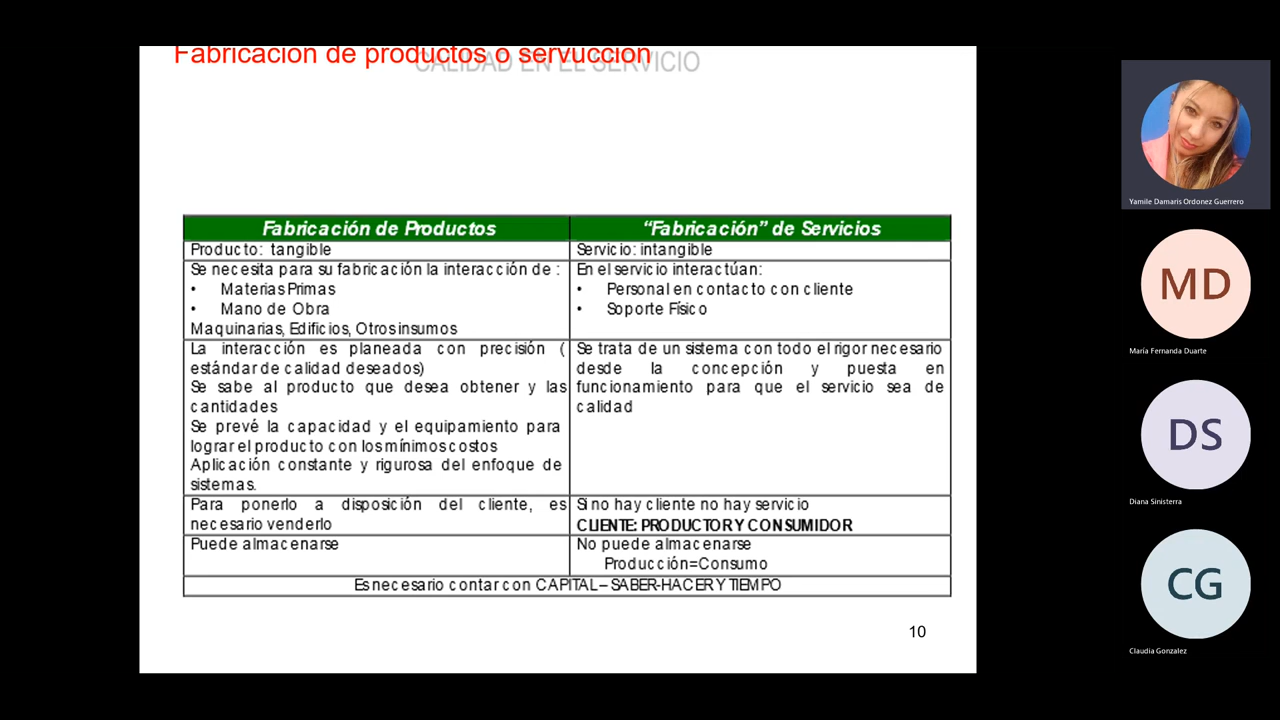 Fabricación de productos o servucción
CALIDAD EN EL SERVICIO
Fabricación de Productos
“Fabricación” de Servicios
Producto: tangible
Servicio: intangible
Se necesita para su fabricación la interacción de :
• Materias Primas
• Mano de Obra
Maquinarias, Edificios, Otros insumos
En el servicio interactúan:
• Personal en contacto con cliente
• Soporte Físico
La interacción es planeada con precisión (
estándar de calidad deseados)
Se sabe al producto que desea obtener y las
cantidades
Se prevé la capacidad y el equipamiento para
lograr el producto con los mínimos costos
Aplicación constante y rigurosa del enfoque de
sistemas.
Se trata de un sistema con todo el rigor necesario
desde la concepción y puesta en
funcionamiento para que el servicio sea de
calidad
Para ponerlo a disposición del cliente, es
necesario venderlo
Si no hay cliente no hay servicio
CLIENTE: PRODUCTOR Y CONSUMIDOR
Puede almacenarse
No puede almacenarse
Producción=Consumo
Es necesario contar con CAPITAL – SABER-HACER Y TIEMPO
10
Yamile Damaris Ordonez Guerrero
MD
María Fernanda Duarte
DS
Diana Sinisterra
CG
Claudia Gonzalez